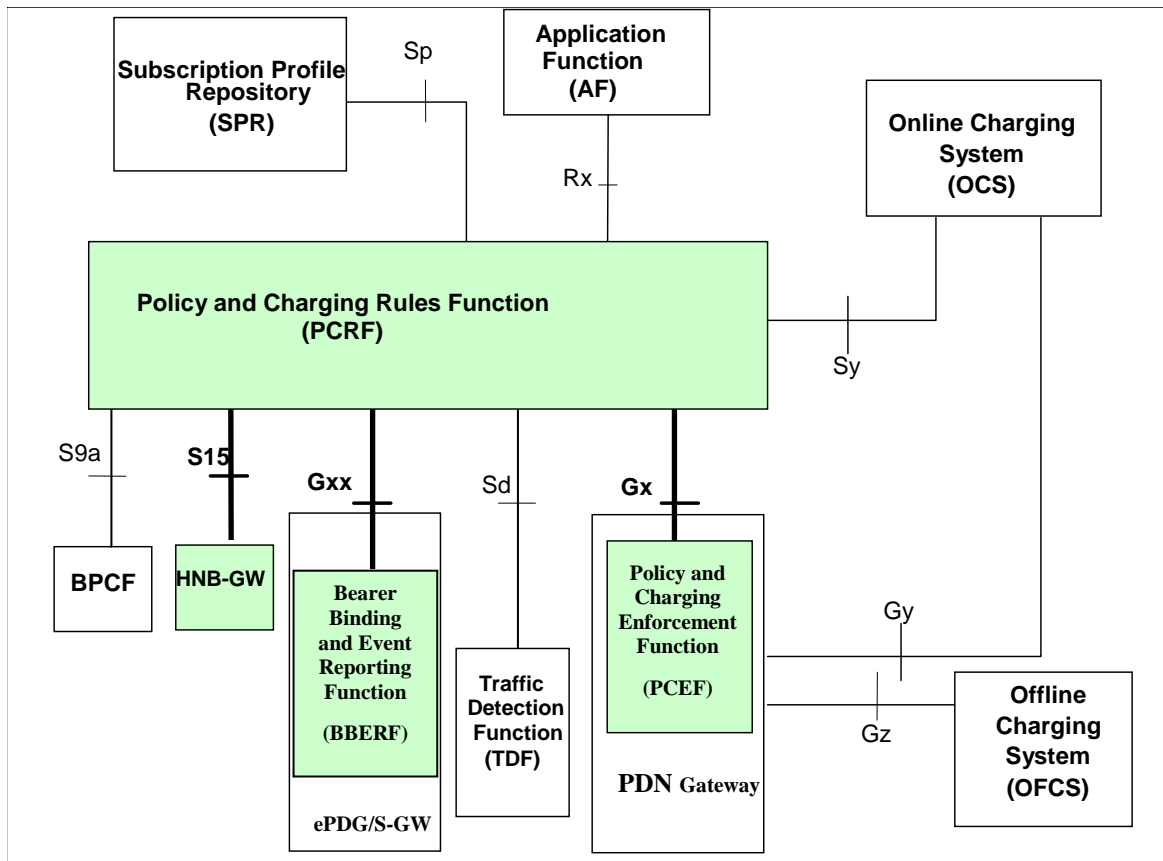 Subscription Profile
Repository
(SPR)
Sp
Application
Function
(AF)
Rx
Online Charging
System
(OCS)
Policy and Charging Rules Function
(PCRF)
Sy
S9a
S15
Gxx
Sd
Gx
BPCF
HNB-GW
Bearer
Binding
and Event
Reporting
Function
(BBERF)
ePDG/S-GW
Traffic
Detection
Function
(TDF)
Policy and
Charging
Enforcement
Function
(PCEF)
PDN Gateway
Gy
Gz
Offline
Charging
System
(OFCS)